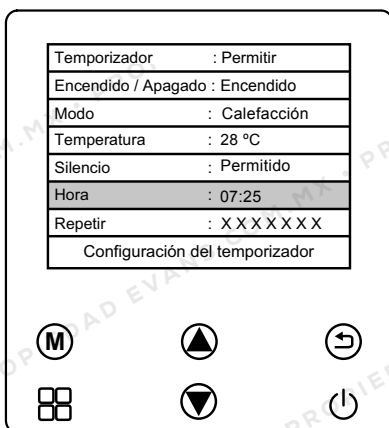 Temporizador : Permitir
Encendido / Apagado : Encendido
Modo : Calefacción
Temperatura : 28 ºC
Silencio : Permitido
Hora : 07:25
Repetir : X X X X X X X
Configuración del temporizador
M